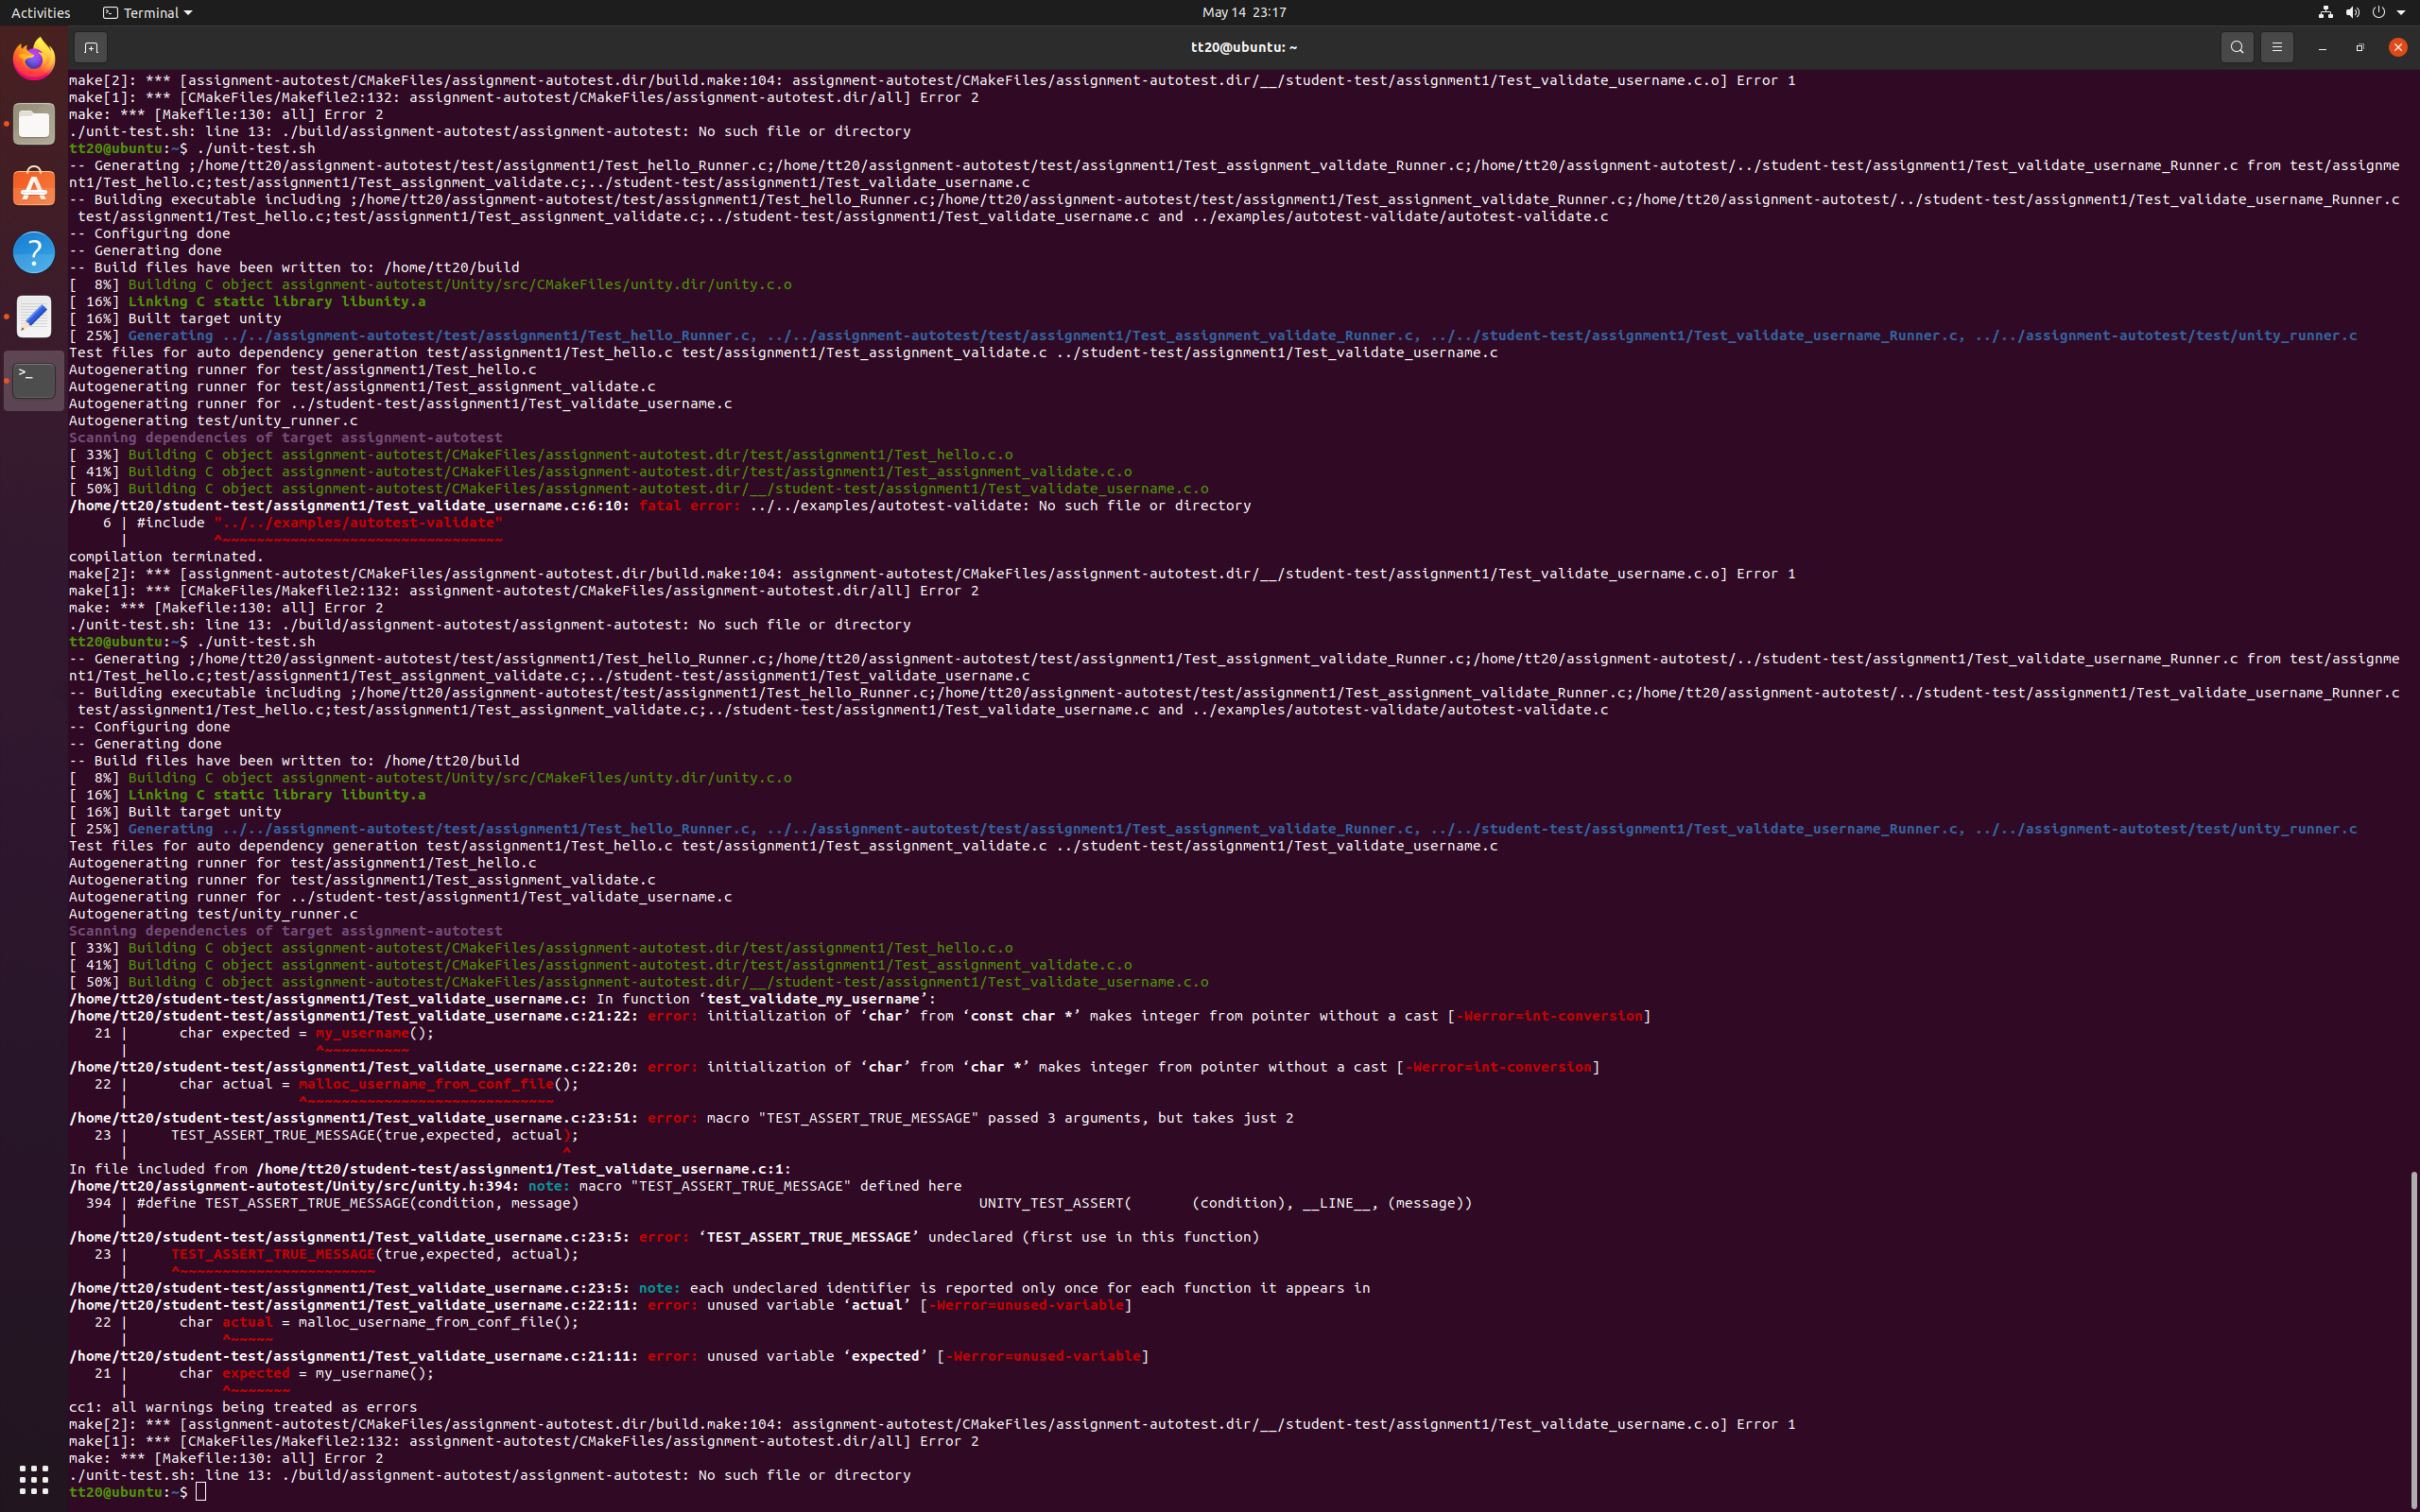 Activities
Terminal
May 14 23:17
tt20@ubuntu: ~
make[2]: *** [assignment-autotest/CMakeFiles/assignment-autotest.dir/build.make:104: assignment-autotest/CMakeFiles/assignment-autotest.dir/__/student-test/assignment1/Test_validate_username.c.o] Error 1
make[1]: *** [CMakeFiles/Makefile2:132: assignment-autotest/CMakeFiles/assignment-autotest.dir/all] Error 2
make: *** [Makefile:130: all] Error 2
./unit-test.sh: line 13: ./build/assignment-autotest/assignment-autotest: No such file or directory
tt20@ubuntu:~$ ./unit-test.sh
-- Generating ;/home/tt20/assignment-autotest/test/assignment1/Test_hello_Runner.c;/home/tt20/assignment-autotest/test/assignment1/Test_assignment_validate_Runner.c;/home/tt20/assignment-autotest/../student-test/assignment1/Test_validate_username_Runner.c from test/assignme
nt1/Test_hello.c;test/assignment1/Test_assignment_validate.c;../student-test/assignment1/Test_validate_username.c
-- Building executable including ;/home/tt20/assignment-autotest/test/assignment1/Test_hello_Runner.c;/home/tt20/assignment-autotest/test/assignment1/Test_assignment_validate_Runner.c;/home/tt20/assignment-autotest/../student-test/assignment1/Test_validate_username_Runner.c
 test/assignment1/Test_hello.c;test/assignment1/Test_assignment_validate.c;../student-test/assignment1/Test_validate_username.c and ../examples/autotest-validate/autotest-validate.c
-- Configuring done
-- Generating done
-- Build files have been written to: /home/tt20/build
[  8%] Building C object assignment-autotest/Unity/src/CMakeFiles/unity.dir/unity.c.o
[ 16%] Linking C static library libunity.a
[ 16%] Built target unity
[ 25%] Generating ../../assignment-autotest/test/assignment1/Test_hello_Runner.c, ../../assignment-autotest/test/assignment1/Test_assignment_validate_Runner.c, ../../student-test/assignment1/Test_validate_username_Runner.c, ../../assignment-autotest/test/unity_runner.c
Test files for auto dependency generation test/assignment1/Test_hello.c test/assignment1/Test_assignment_validate.c ../student-test/assignment1/Test_validate_username.c
Autogenerating runner for test/assignment1/Test_hello.c
Autogenerating runner for test/assignment1/Test_assignment_validate.c
Autogenerating runner for ../student-test/assignment1/Test_validate_username.c
Autogenerating test/unity_runner.c
Scanning dependencies of target assignment-autotest
[ 33%] Building C object assignment-autotest/CMakeFiles/assignment-autotest.dir/test/assignment1/Test_hello.c.o
[ 41%] Building C object assignment-autotest/CMakeFiles/assignment-autotest.dir/test/assignment1/Test_assignment_validate.c.o
[ 50%] Building C object assignment-autotest/CMakeFiles/assignment-autotest.dir/__/student-test/assignment1/Test_validate_username.c.o
/home/tt20/student-test/assignment1/Test_validate_username.c:6:10: fatal error: ../../examples/autotest-validate: No such file or directory
    6 | #include "../../examples/autotest-validate"
      |          ^~~~~~~~~~~~~~~~~~~~~~~~~~~~~~~~~~
compilation terminated.
make[2]: *** [assignment-autotest/CMakeFiles/assignment-autotest.dir/build.make:104: assignment-autotest/CMakeFiles/assignment-autotest.dir/__/student-test/assignment1/Test_validate_username.c.o] Error 1
make[1]: *** [CMakeFiles/Makefile2:132: assignment-autotest/CMakeFiles/assignment-autotest.dir/all] Error 2
make: *** [Makefile:130: all] Error 2
./unit-test.sh: line 13: ./build/assignment-autotest/assignment-autotest: No such file or directory
tt20@ubuntu:~$ ./unit-test.sh
-- Generating ;/home/tt20/assignment-autotest/test/assignment1/Test_hello_Runner.c;/home/tt20/assignment-autotest/test/assignment1/Test_assignment_validate_Runner.c;/home/tt20/assignment-autotest/../student-test/assignment1/Test_validate_username_Runner.c from test/assignme
nt1/Test_hello.c;test/assignment1/Test_assignment_validate.c;../student-test/assignment1/Test_validate_username.c
-- Building executable including ;/home/tt20/assignment-autotest/test/assignment1/Test_hello_Runner.c;/home/tt20/assignment-autotest/test/assignment1/Test_assignment_validate_Runner.c;/home/tt20/assignment-autotest/../student-test/assignment1/Test_validate_username_Runner.c
 test/assignment1/Test_hello.c;test/assignment1/Test_assignment_validate.c;../student-test/assignment1/Test_validate_username.c and ../examples/autotest-validate/autotest-validate.c
-- Configuring done
-- Generating done
-- Build files have been written to: /home/tt20/build
[  8%] Building C object assignment-autotest/Unity/src/CMakeFiles/unity.dir/unity.c.o
[ 16%] Linking C static library libunity.a
[ 16%] Built target unity
[ 25%] Generating ../../assignment-autotest/test/assignment1/Test_hello_Runner.c, ../../assignment-autotest/test/assignment1/Test_assignment_validate_Runner.c, ../../student-test/assignment1/Test_validate_username_Runner.c, ../../assignment-autotest/test/unity_runner.c
Test files for auto dependency generation test/assignment1/Test_hello.c test/assignment1/Test_assignment_validate.c ../student-test/assignment1/Test_validate_username.c
Autogenerating runner for test/assignment1/Test_hello.c
Autogenerating runner for test/assignment1/Test_assignment_validate.c
Autogenerating runner for ../student-test/assignment1/Test_validate_username.c
Autogenerating test/unity_runner.c
Scanning dependencies of target assignment-autotest
[ 33%] Building C object assignment-autotest/CMakeFiles/assignment-autotest.dir/test/assignment1/Test_hello.c.o
[ 41%] Building C object assignment-autotest/CMakeFiles/assignment-autotest.dir/test/assignment1/Test_assignment_validate.c.o
[ 50%] Building C object assignment-autotest/CMakeFiles/assignment-autotest.dir/__/student-test/assignment1/Test_validate_username.c.o
/home/tt20/student-test/assignment1/Test_validate_username.c: In function ‘test_validate_my_username’:
/home/tt20/student-test/assignment1/Test_validate_username.c:21:22: error: initialization of ‘char’ from ‘const char *’ makes integer from pointer without a cast [-Werror=int-conversion]
   21 |      char expected = my_username();
      |                      ^~~~~~~~~~~
/home/tt20/student-test/assignment1/Test_validate_username.c:22:20: error: initialization of ‘char’ from ‘char *’ makes integer from pointer without a cast [-Werror=int-conversion]
   22 |      char actual = malloc_username_from_conf_file();
      |                    ^~~~~~~~~~~~~~~~~~~~~~~~~~~~~~
/home/tt20/student-test/assignment1/Test_validate_username.c:23:51: error: macro "TEST_ASSERT_TRUE_MESSAGE" passed 3 arguments, but takes just 2
   23 |     TEST_ASSERT_TRUE_MESSAGE(true,expected, actual);
      |                                                   ^
In file included from /home/tt20/student-test/assignment1/Test_validate_username.c:1:
/home/tt20/assignment-autotest/Unity/src/unity.h:394: note: macro "TEST_ASSERT_TRUE_MESSAGE" defined here
  394 | #define TEST_ASSERT_TRUE_MESSAGE(condition, message)                                               UNITY_TEST_ASSERT(       (condition), __LINE__, (message))
      |
/home/tt20/student-test/assignment1/Test_validate_username.c:23:5: error: ‘TEST_ASSERT_TRUE_MESSAGE’ undeclared (first use in this function)
   23 |     TEST_ASSERT_TRUE_MESSAGE(true,expected, actual);
      |     ^~~~~~~~~~~~~~~~~~~~~~~~
/home/tt20/student-test/assignment1/Test_validate_username.c:23:5: note: each undeclared identifier is reported only once for each function it appears in
/home/tt20/student-test/assignment1/Test_validate_username.c:22:11: error: unused variable ‘actual’ [-Werror=unused-variable]
   22 |      char actual = malloc_username_from_conf_file();
      |           ^~~~~~
/home/tt20/student-test/assignment1/Test_validate_username.c:21:11: error: unused variable ‘expected’ [-Werror=unused-variable]
   21 |      char expected = my_username();
      |           ^~~~~~~~
cc1: all warnings being treated as errors
make[2]: *** [assignment-autotest/CMakeFiles/assignment-autotest.dir/build.make:104: assignment-autotest/CMakeFiles/assignment-autotest.dir/__/student-test/assignment1/Test_validate_username.c.o] Error 1
make[1]: *** [CMakeFiles/Makefile2:132: assignment-autotest/CMakeFiles/assignment-autotest.dir/all] Error 2
make: *** [Makefile:130: all] Error 2
./unit-test.sh: line 13: ./build/assignment-autotest/assignment-autotest: No such file or directory
tt20@ubuntu:~$